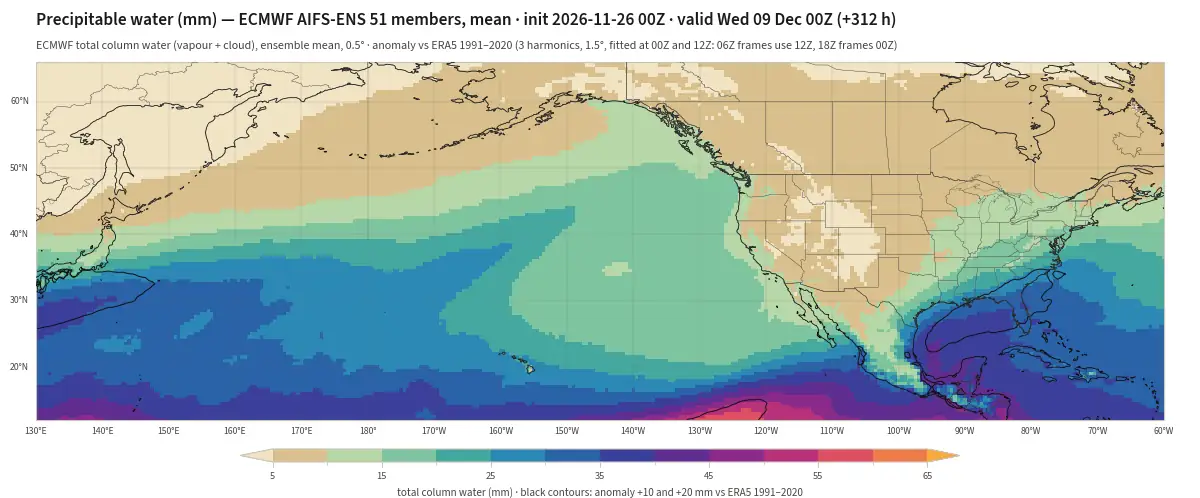 Precipitable water (mm) — ECMWF AIFS-ENS 51 members, mean · init 2026-11-26 00Z · valid Wed 09 Dec 00Z (+312 h)
ECMWF total column water (vapour + cloud), ensemble mean, 0.5° · anomaly vs ERA5 1991–2020 (3 harmonics, 1.5°, fitted at 00Z and 12Z: 06Z frames use 12Z, 18Z frames 00Z)
60°N
50°N
40°N
30°N
20°N
130°E 140°E 150°E 160°E 170°E 180° 170°W 160°W 150°W 140°W 130°W 120°W 110°W 100°W 90°W 80°W 70°W 60°W
5 15 25 35 45 55 65
total column water (mm) · black contours: anomaly +10 and +20 mm vs ERA5 1991–2020